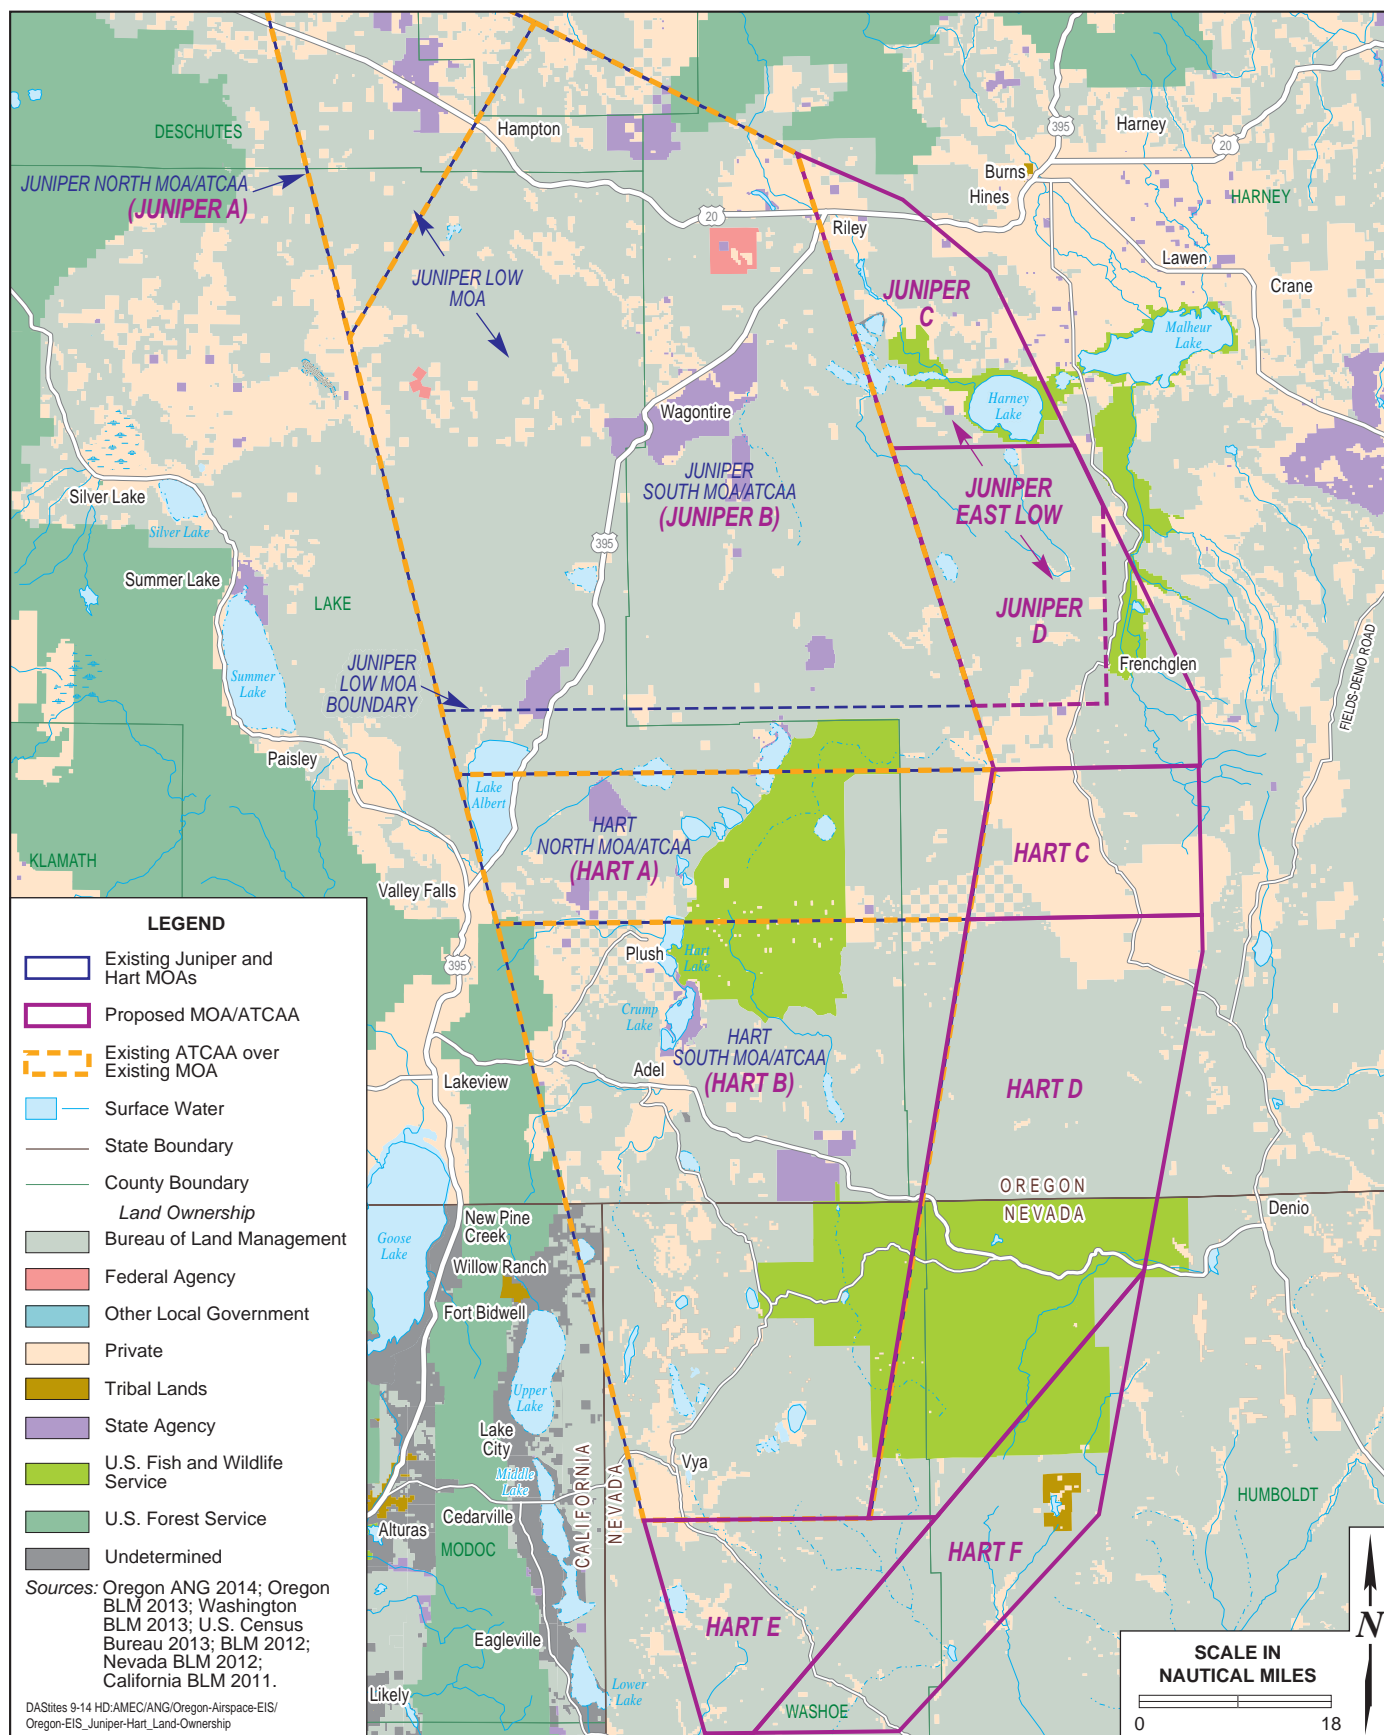 DESCHUTES
Hampton
395
Harney
20
JUNIPER NORTH MOA/ATCAA
(JUNIPER A)
Burns
Hines
HARNEY
20
Riley
Lawen
JUNIPER LOW
MOA
JUNIPER
C
Crane
Malheur
Lake
Harney
Lake
Wagontire
JUNIPER
SOUTH MOA/ATCAA
(JUNIPER B)
JUNIPER
EAST LOW
Silver Lake
Silver Lake
395
Summer Lake
LAKE
JUNIPER
D
Summer
Lake
JUNIPER
LOW MOA
BOUNDARY
Frenchglen
FIELDS-DENIO ROAD
Paisley
Lake
Albert
HART
NORTH MOA/ATCAA
(HART A)
HART C
KLAMATH
Valley Falls
Plush
Hart
Lake
395
Crump
Lake
HART
SOUTH MOA/ATCAA
(HART B)
Adel
Lakeview
HART D
OREGON
NEVADA
Denio
New Pine
Creek
Goose
Lake
Willow Ranch
Fort Bidwell
Upper
Lake
Lake
City
CALIFORNIA
NEVADA
Vya
Middle
Lake
Cedarville
Alturas
MODOC
HUMBOLDT
HART F
HART E
Eagleville
Lower
Lake
Likely
WASHOE
LEGEND
Existing Juniper and
Hart MOAs
Proposed MOA/ATCAA
Existing ATCAA over
Existing MOA
Surface Water
State Boundary
County Boundary
Land Ownership
Bureau of Land Management
Federal Agency
Other Local Government
Private
Tribal Lands
State Agency
U.S. Fish and Wildlife
Service
U.S. Forest Service
Undetermined
Sources: Oregon ANG 2014; Oregon
BLM 2013; Washington
BLM 2013; U.S. Census
Bureau 2013; BLM 2012;
Nevada BLM 2012;
California BLM 2011.
DAStites 9-14 HD:AMEC/ANG/Oregon-Airspace-EIS/
Oregon-EIS_Juniper-Hart_Land-Ownership
N
SCALE IN
NAUTICAL MILES
0 18